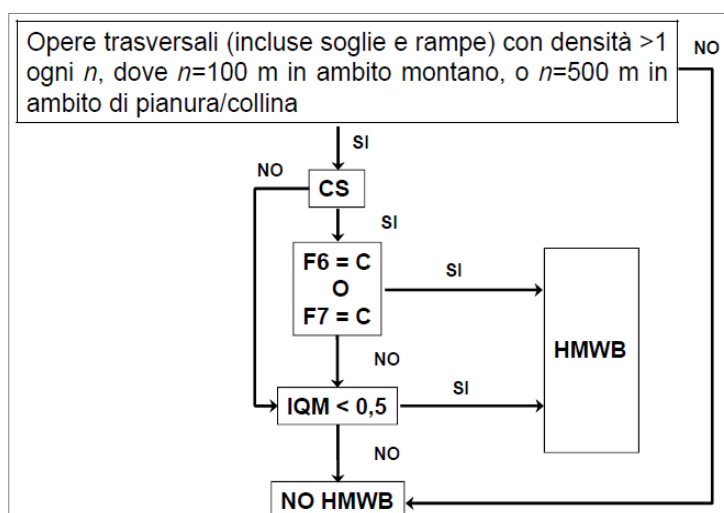 Opere trasversali (incluse soglie e rampe) con densità >1
ogni n, dove n=100 m in ambito montano, o n=500 m in
ambito di pianura/collina
NO
SI
NO
CS
SI
F6 = C
O
F7 = C
SI
HMWB
NO
IQM < 0,5
SI
NO
NO HMWB